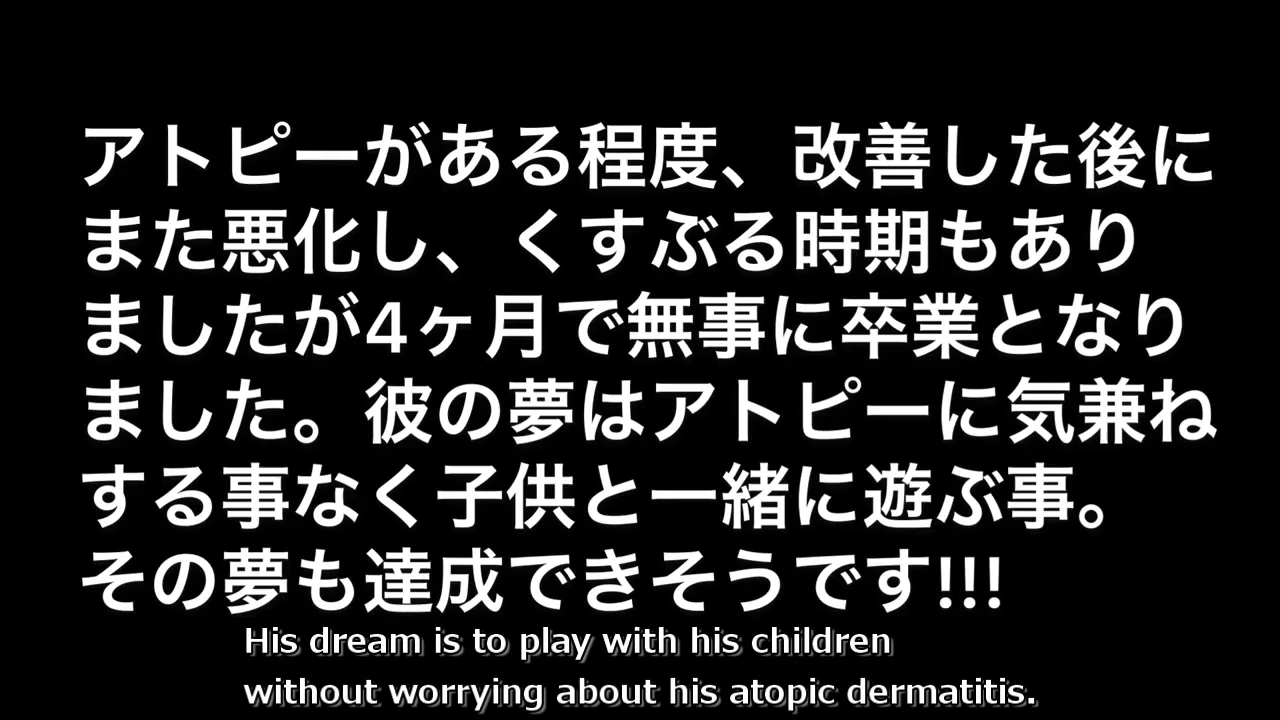 アトピーがある程度、改善した後に
また悪化し、くすぶる時期もあり
ましたが4ヶ月で無事に卒業となり
ました。彼の夢はアトピーに気兼ね
する事なく子供と一緒に遊ぶ事。
その夢も達成できそうです!!!
His dream is to play with his children
without worrying about his atopic dermatitis.